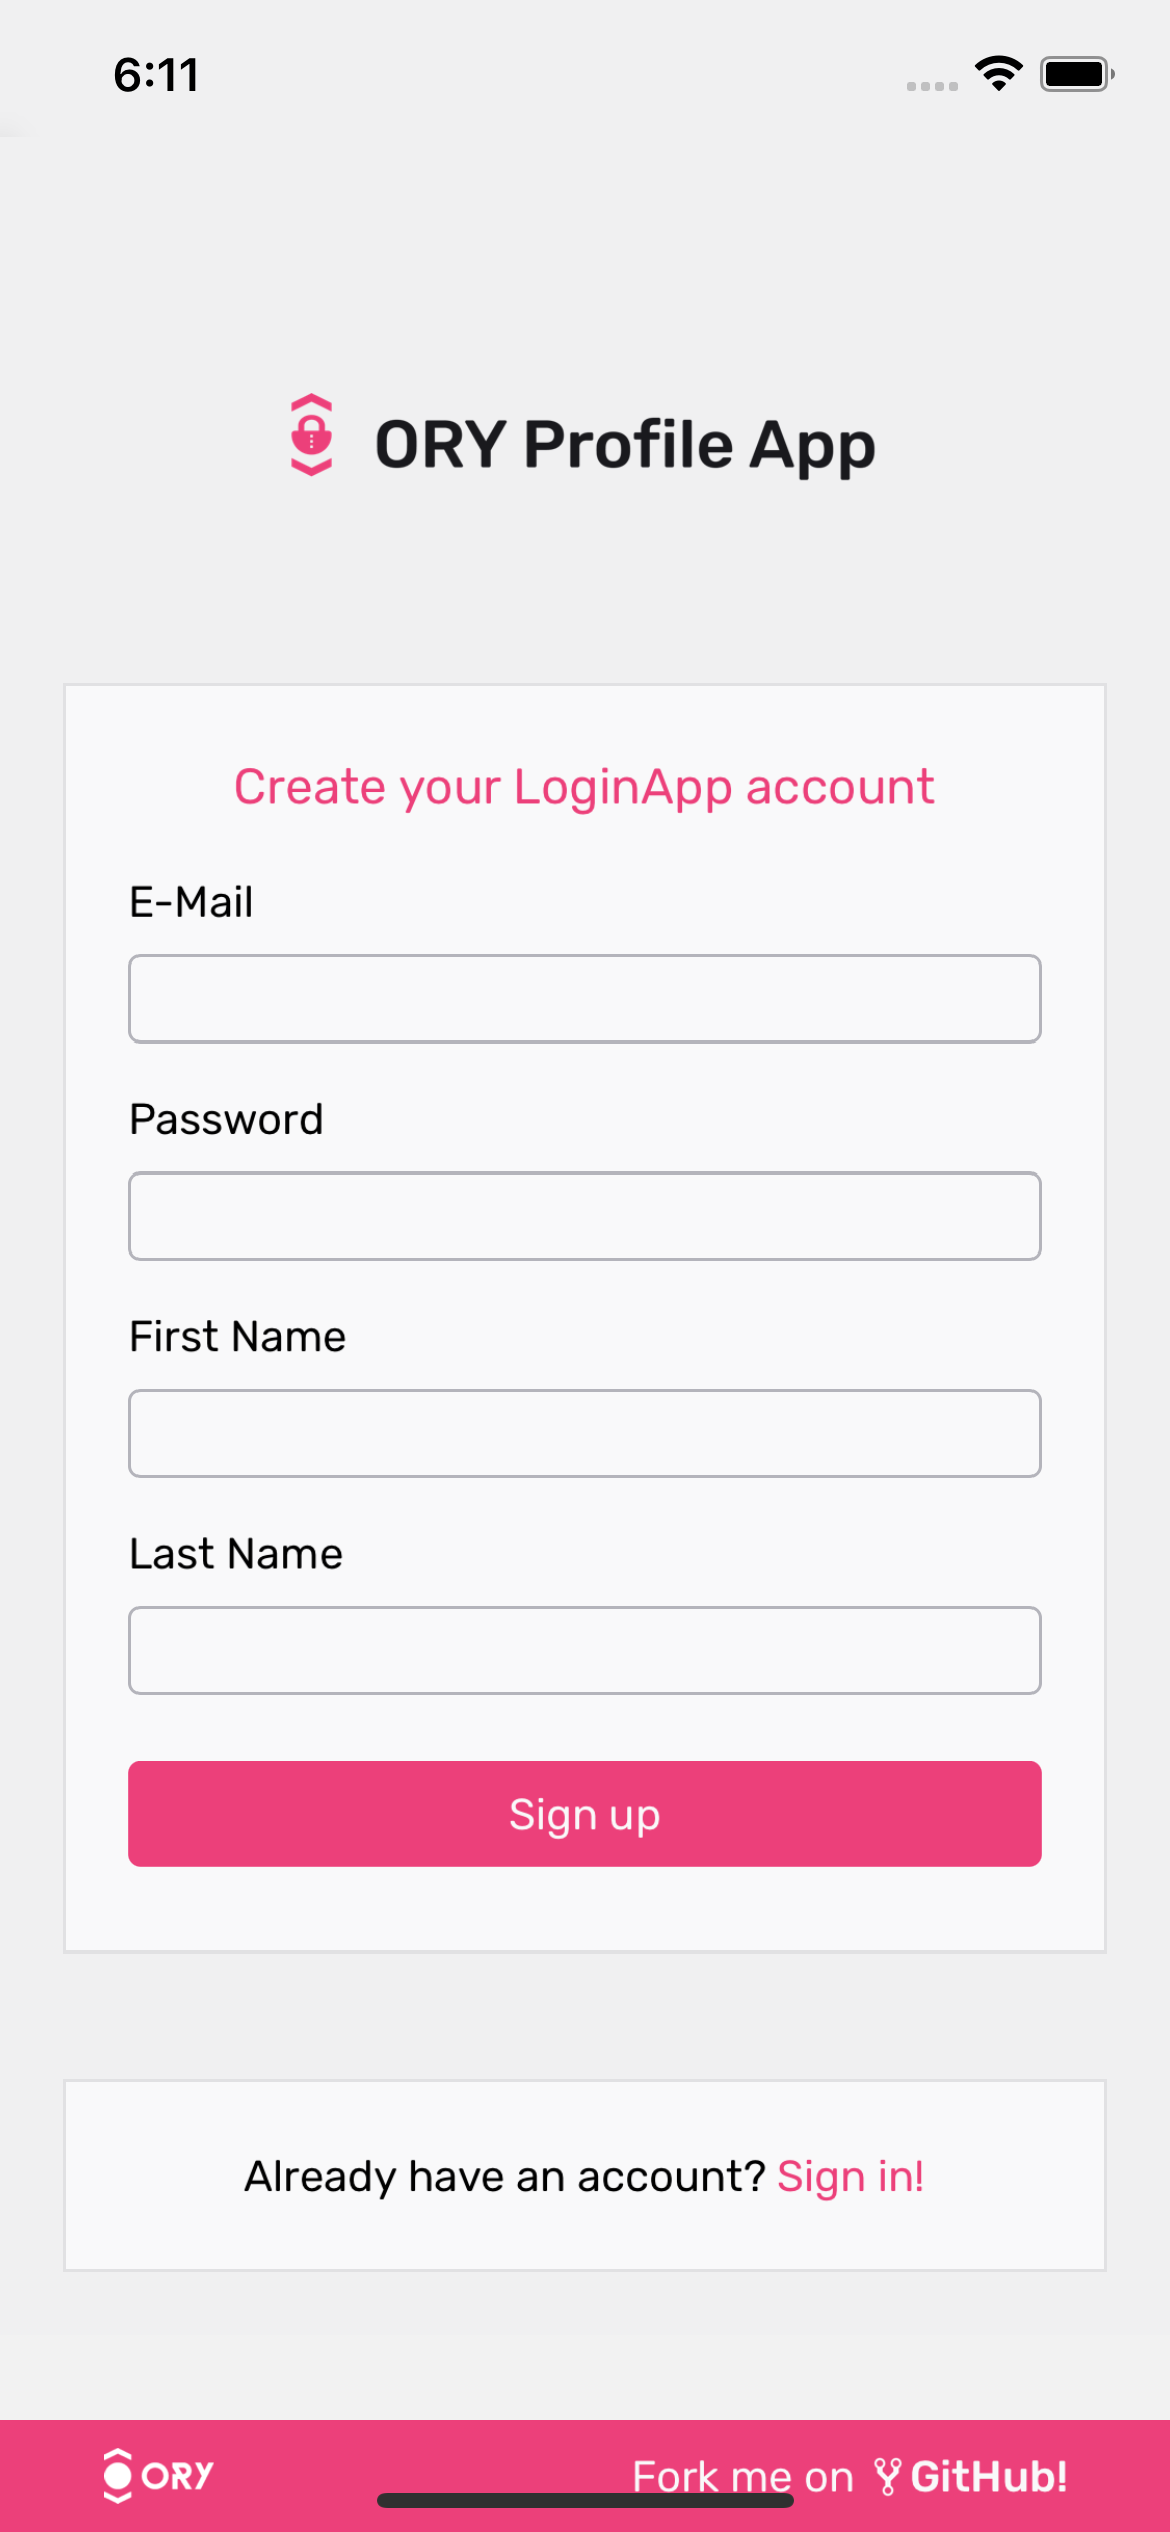 6:11
ORY Profile App
Create your LoginApp account
E-Mail
Password
First Name
Last Name
Sign up
Already have an account? Sign in!
ORY
Fork me on GitHub!